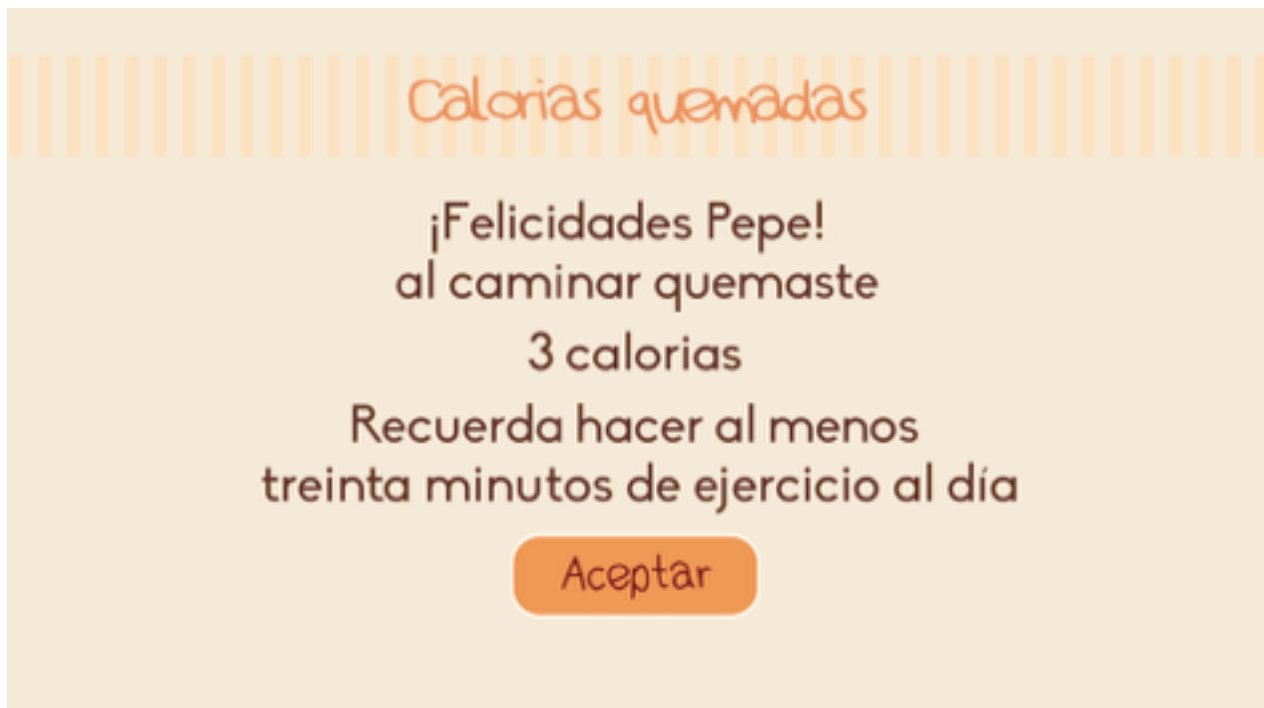 Calorias quemadas
¡Felicidades Pepe!
al caminar quemaste
3 calorias
Recuerda hacer al menos
treinta minutos de ejercicio al día
Aceptar